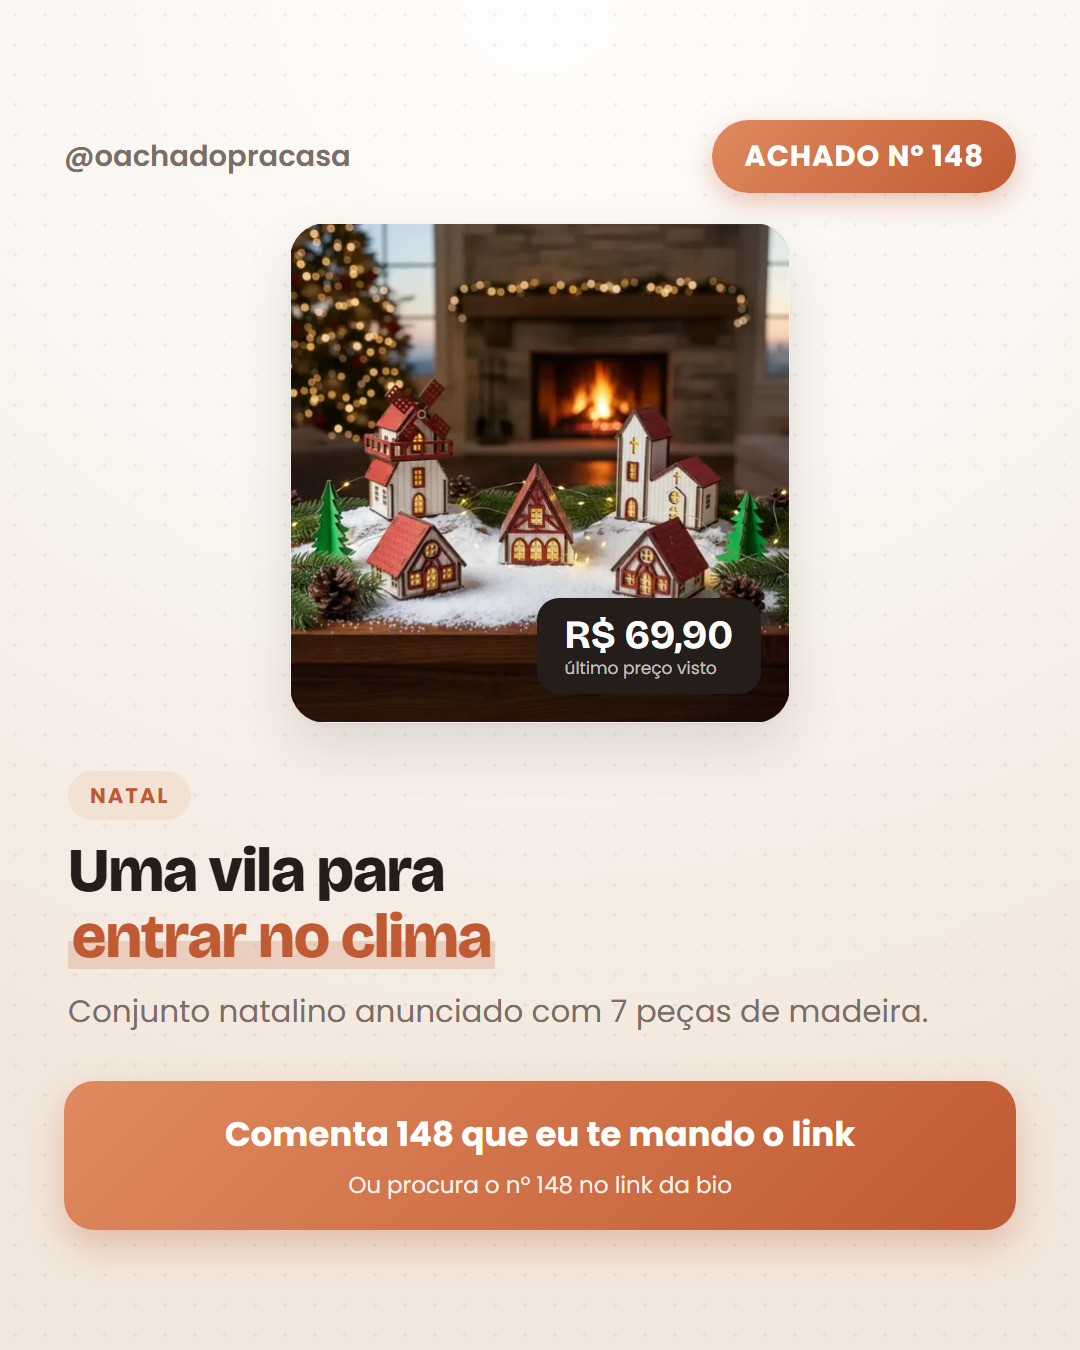 @oachadopracasa
ACHADO Nº 148
R$ 69,90
último preço visto
NATAL
Uma vila para
entrar no clima
Conjunto natalino anunciado com 7 peças de madeira.
Comenta 148 que eu te mando o link
Ou procura o nº 148 no link da bio